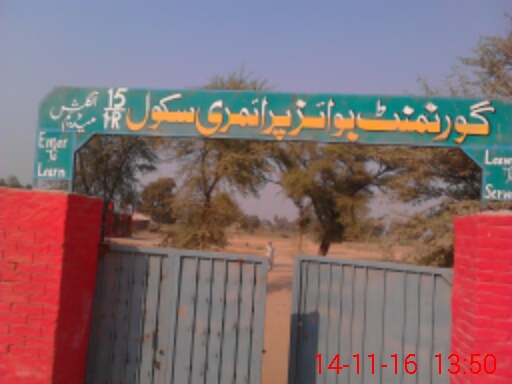 گورنمنٹ بوائز پرائمری سکول 15/TR
انگلش
میڈیم
Enter
To
Learn
Leave
To
Serve
14-11-16 13:50